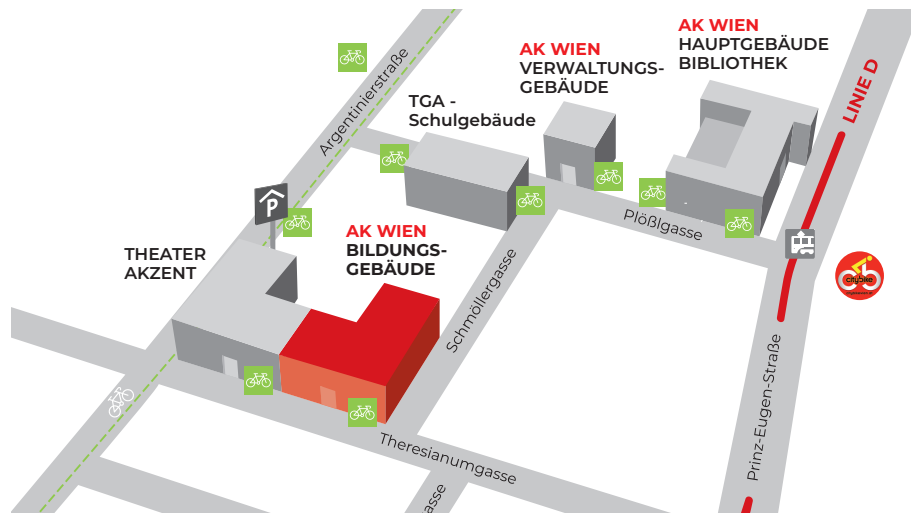 AK WIEN
HAUPTGEBÄUDE
BIBLIOTHEK
AK WIEN
VERWALTUNGS-
GEBÄUDE
LINIE D
Argentinierstraße
TGA -
Schulgebäude
P
Plößlgasse
AK WIEN
BILDUNGS-
GEBÄUDE
THEATER
AKZENT
citybike
Schmöllergasse
Prinz-Eugen-Straße
Theresianumgasse
asse